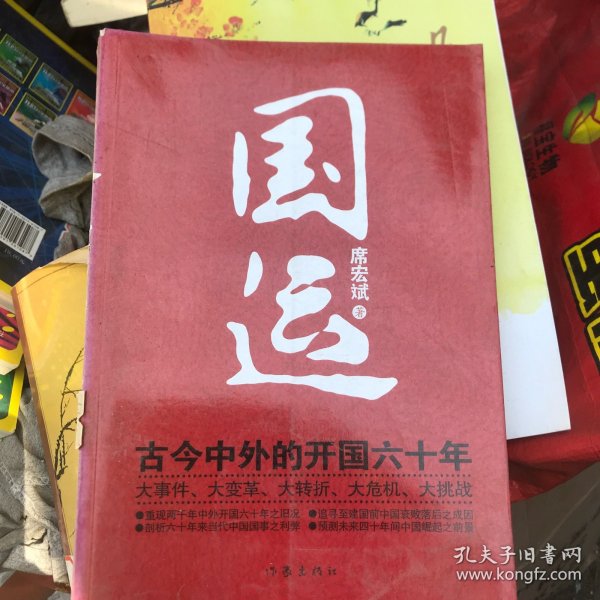 国运
席宏斌 著
古今中外的开国六十年
大事件、大变革、大转折、大危机、大挑战
●重现两千年中外开国六十年之旧况 ●追寻至建国前中国衰败落后之成因
●剖析六十年来当代中国国事之利弊 ●预测未来四十年间中国崛起之前景
作家出版社
孔夫子旧书网
www.kongfz.com